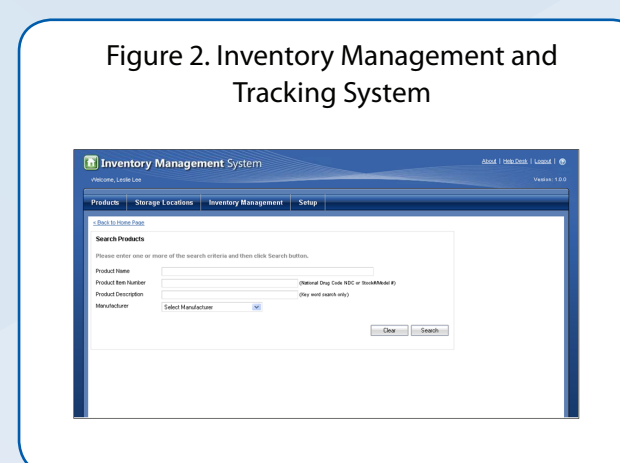 Figure 2. Inventory Management and
Tracking System
Inventory Management System
About | Help Desk | Logout |
Welcome, Leslie Lee
Version: 1.0.0
Products Storage Locations Inventory Management Setup
< Back to Home Page
Search Products
Please enter one or more of the search criteria and then click Search button.
Product Name
Product Item Number (National Drug Code NDC or Stock#/Model #)
Product Description (Key word search only)
Manufacturer Select Manufacturer
Clear Search